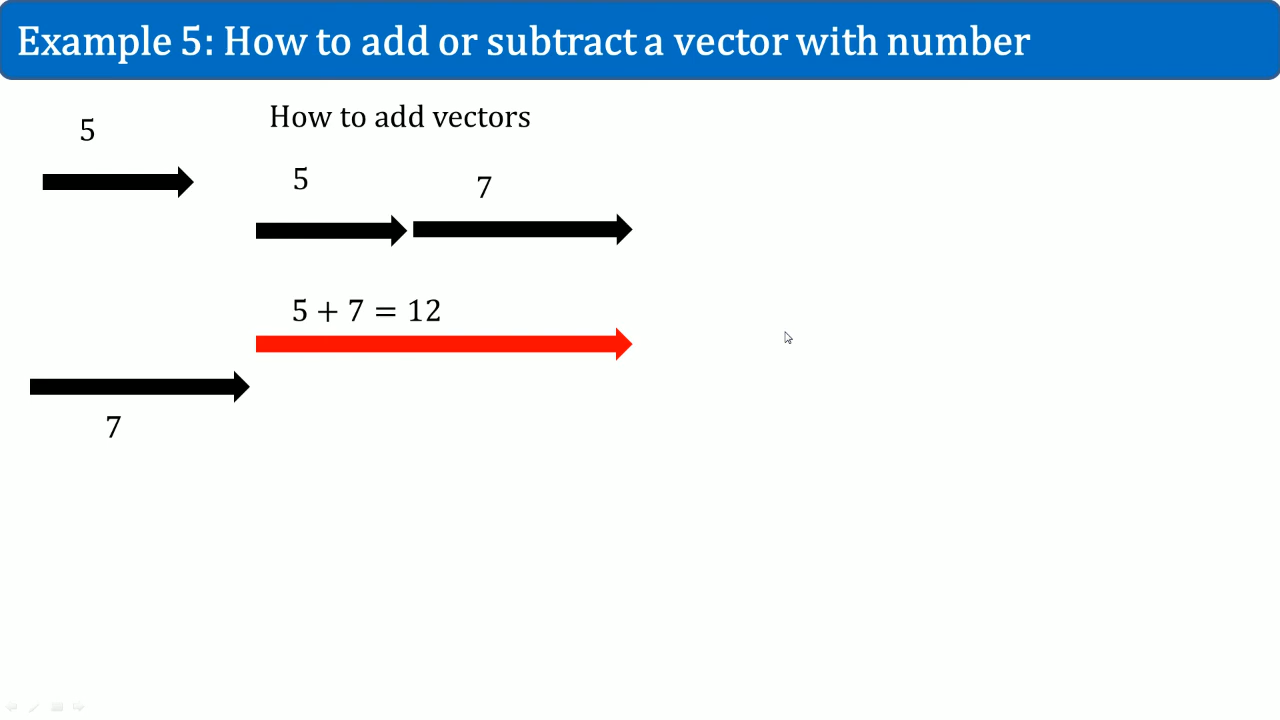 Example 5: How to add or subtract a vector with number
5
How to add vectors
5
7
5 + 7 = 12
7